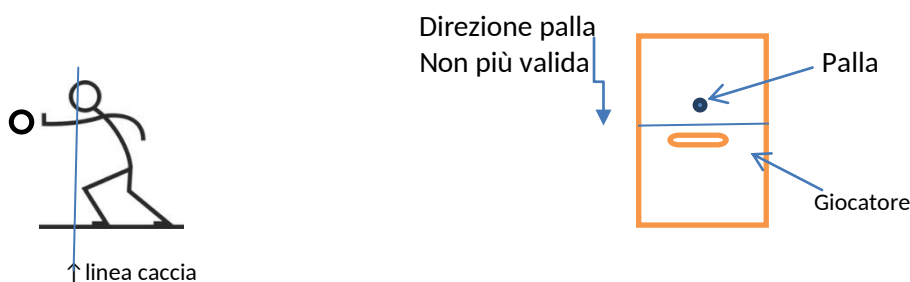 Direzione palla
Non più valida
Palla
Giocatore
↑ linea caccia